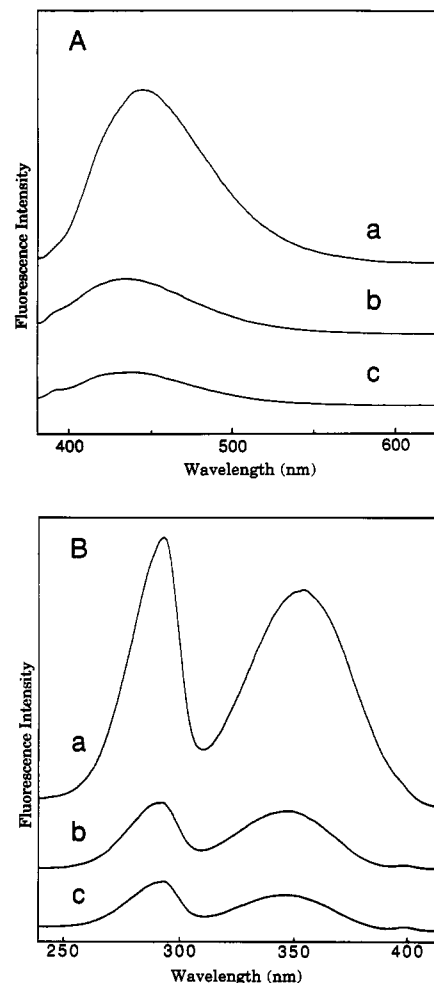 A
Fluorescence Intensity
a
b
c
400 500 600
Wavelength (nm)
B
Fluorescence Intensity
a
b
c
250 300 350 400
Wavelength (nm)